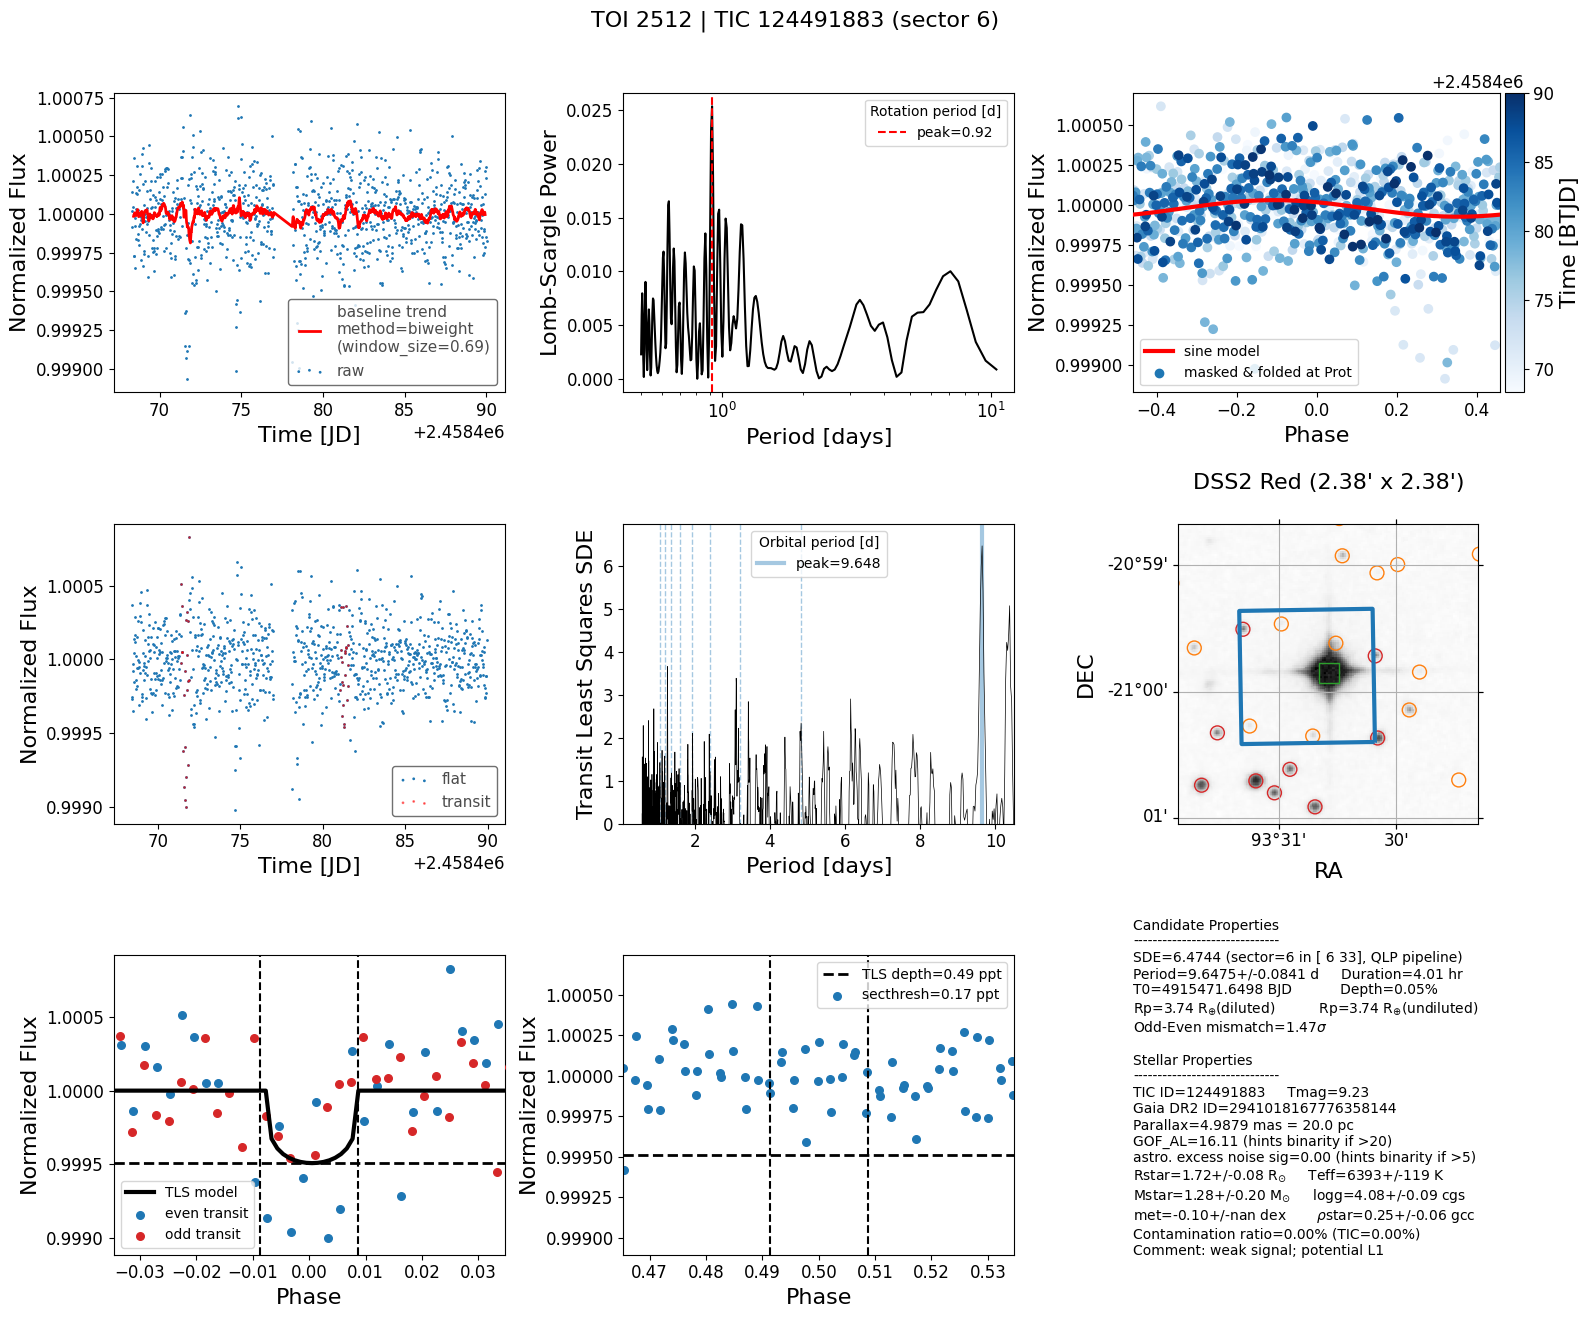 TOI 2512 | TIC 124491883 (sector 6)
1.00075
1.00050
1.00025
1.00000
0.99975
0.99950
0.99925
0.99900
Normalized Flux
baseline trend
method=biweight
(window_size=0.69)
raw
70 75 80 85 90
Time [JD]
+2.4584e6
0.025
0.020
0.015
0.010
0.005
0.000
Lomb-Scargle Power
Rotation period [d]
peak=0.92
10^0 10^1
Period [days]
+2.4584e6
1.00050
1.00025
1.00000
0.99975
0.99950
0.99925
0.99900
Normalized Flux
sine model
masked & folded at Prot
−0.4 −0.2 0.0 0.2 0.4
Phase
90
85
80
75
70
Time [BTJD]
1.0005
1.0000
0.9995
0.9990
Normalized Flux
flat
transit
70 75 80 85 90
Time [JD]
+2.4584e6
6
5
4
3
2
1
0
Transit Least Squares SDE
Orbital period [d]
peak=9.648
2 4 6 8 10
Period [days]
DSS2 Red (2.38' x 2.38')
-20°59'
-21°00'
01'
DEC
93°31' 30'
RA
1.0005
1.0000
0.9995
0.9990
Normalized Flux
TLS model
even transit
odd transit
−0.03 −0.02 −0.01 0.00 0.01 0.02 0.03
Phase
1.00050
1.00025
1.00000
0.99975
0.99950
0.99925
0.99900
Normalized Flux
TLS depth=0.49 ppt
secthresh=0.17 ppt
0.47 0.48 0.49 0.50 0.51 0.52 0.53
Phase
Candidate Properties
------------------------------
SDE=6.4744 (sector=6 in [ 6 33], QLP pipeline)
Period=9.6475+/-0.0841 d Duration=4.01 hr
T0=4915471.6498 BJD Depth=0.05%
Rp=3.74 R⊕(diluted) Rp=3.74 R⊕(undiluted)
Odd-Even mismatch=1.47σ
Stellar Properties
------------------------------
TIC ID=124491883 Tmag=9.23
Gaia DR2 ID=2941018167776358144
Parallax=4.9879 mas = 20.0 pc
GOF_AL=16.11 (hints binarity if >20)
astro. excess noise sig=0.00 (hints binarity if >5)
Rstar=1.72+/-0.08 R⊙ Teff=6393+/-119 K
Mstar=1.28+/-0.20 M⊙ logg=4.08+/-0.09 cgs
met=-0.10+/-nan dex ρstar=0.25+/-0.06 gcc
Contamination ratio=0.00% (TIC=0.00%)
Comment: weak signal; potential L1